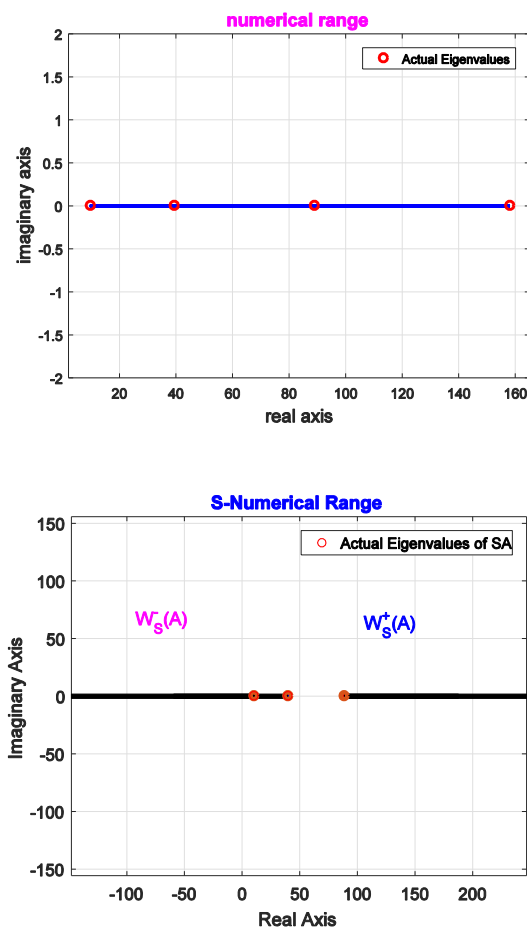 numerical range
2
1.5
1
0.5
0
-0.5
-1
-1.5
-2
imaginary axis
Actual Eigenvalues
20 40 60 80 100 120 140 160
real axis
S-Numerical Range
150
100
50
0
-50
-100
-150
Imaginary Axis
Actual Eigenvalues of SA
W_S^-(A)
W_S^+(A)
-100 -50 0 50 100 150 200
Real Axis